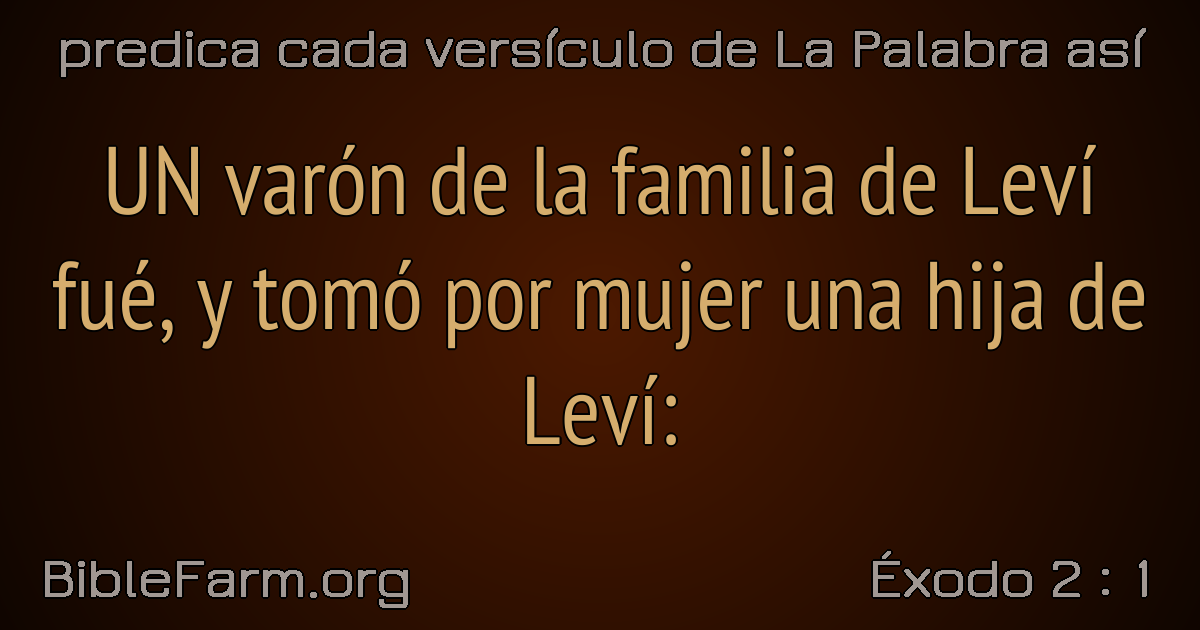 predica cada versículo de La Palabra así
UN varón de la familia de Leví
fué, y tomó por mujer una hija de
Leví:
BibleFarm.org
Éxodo 2 : 1